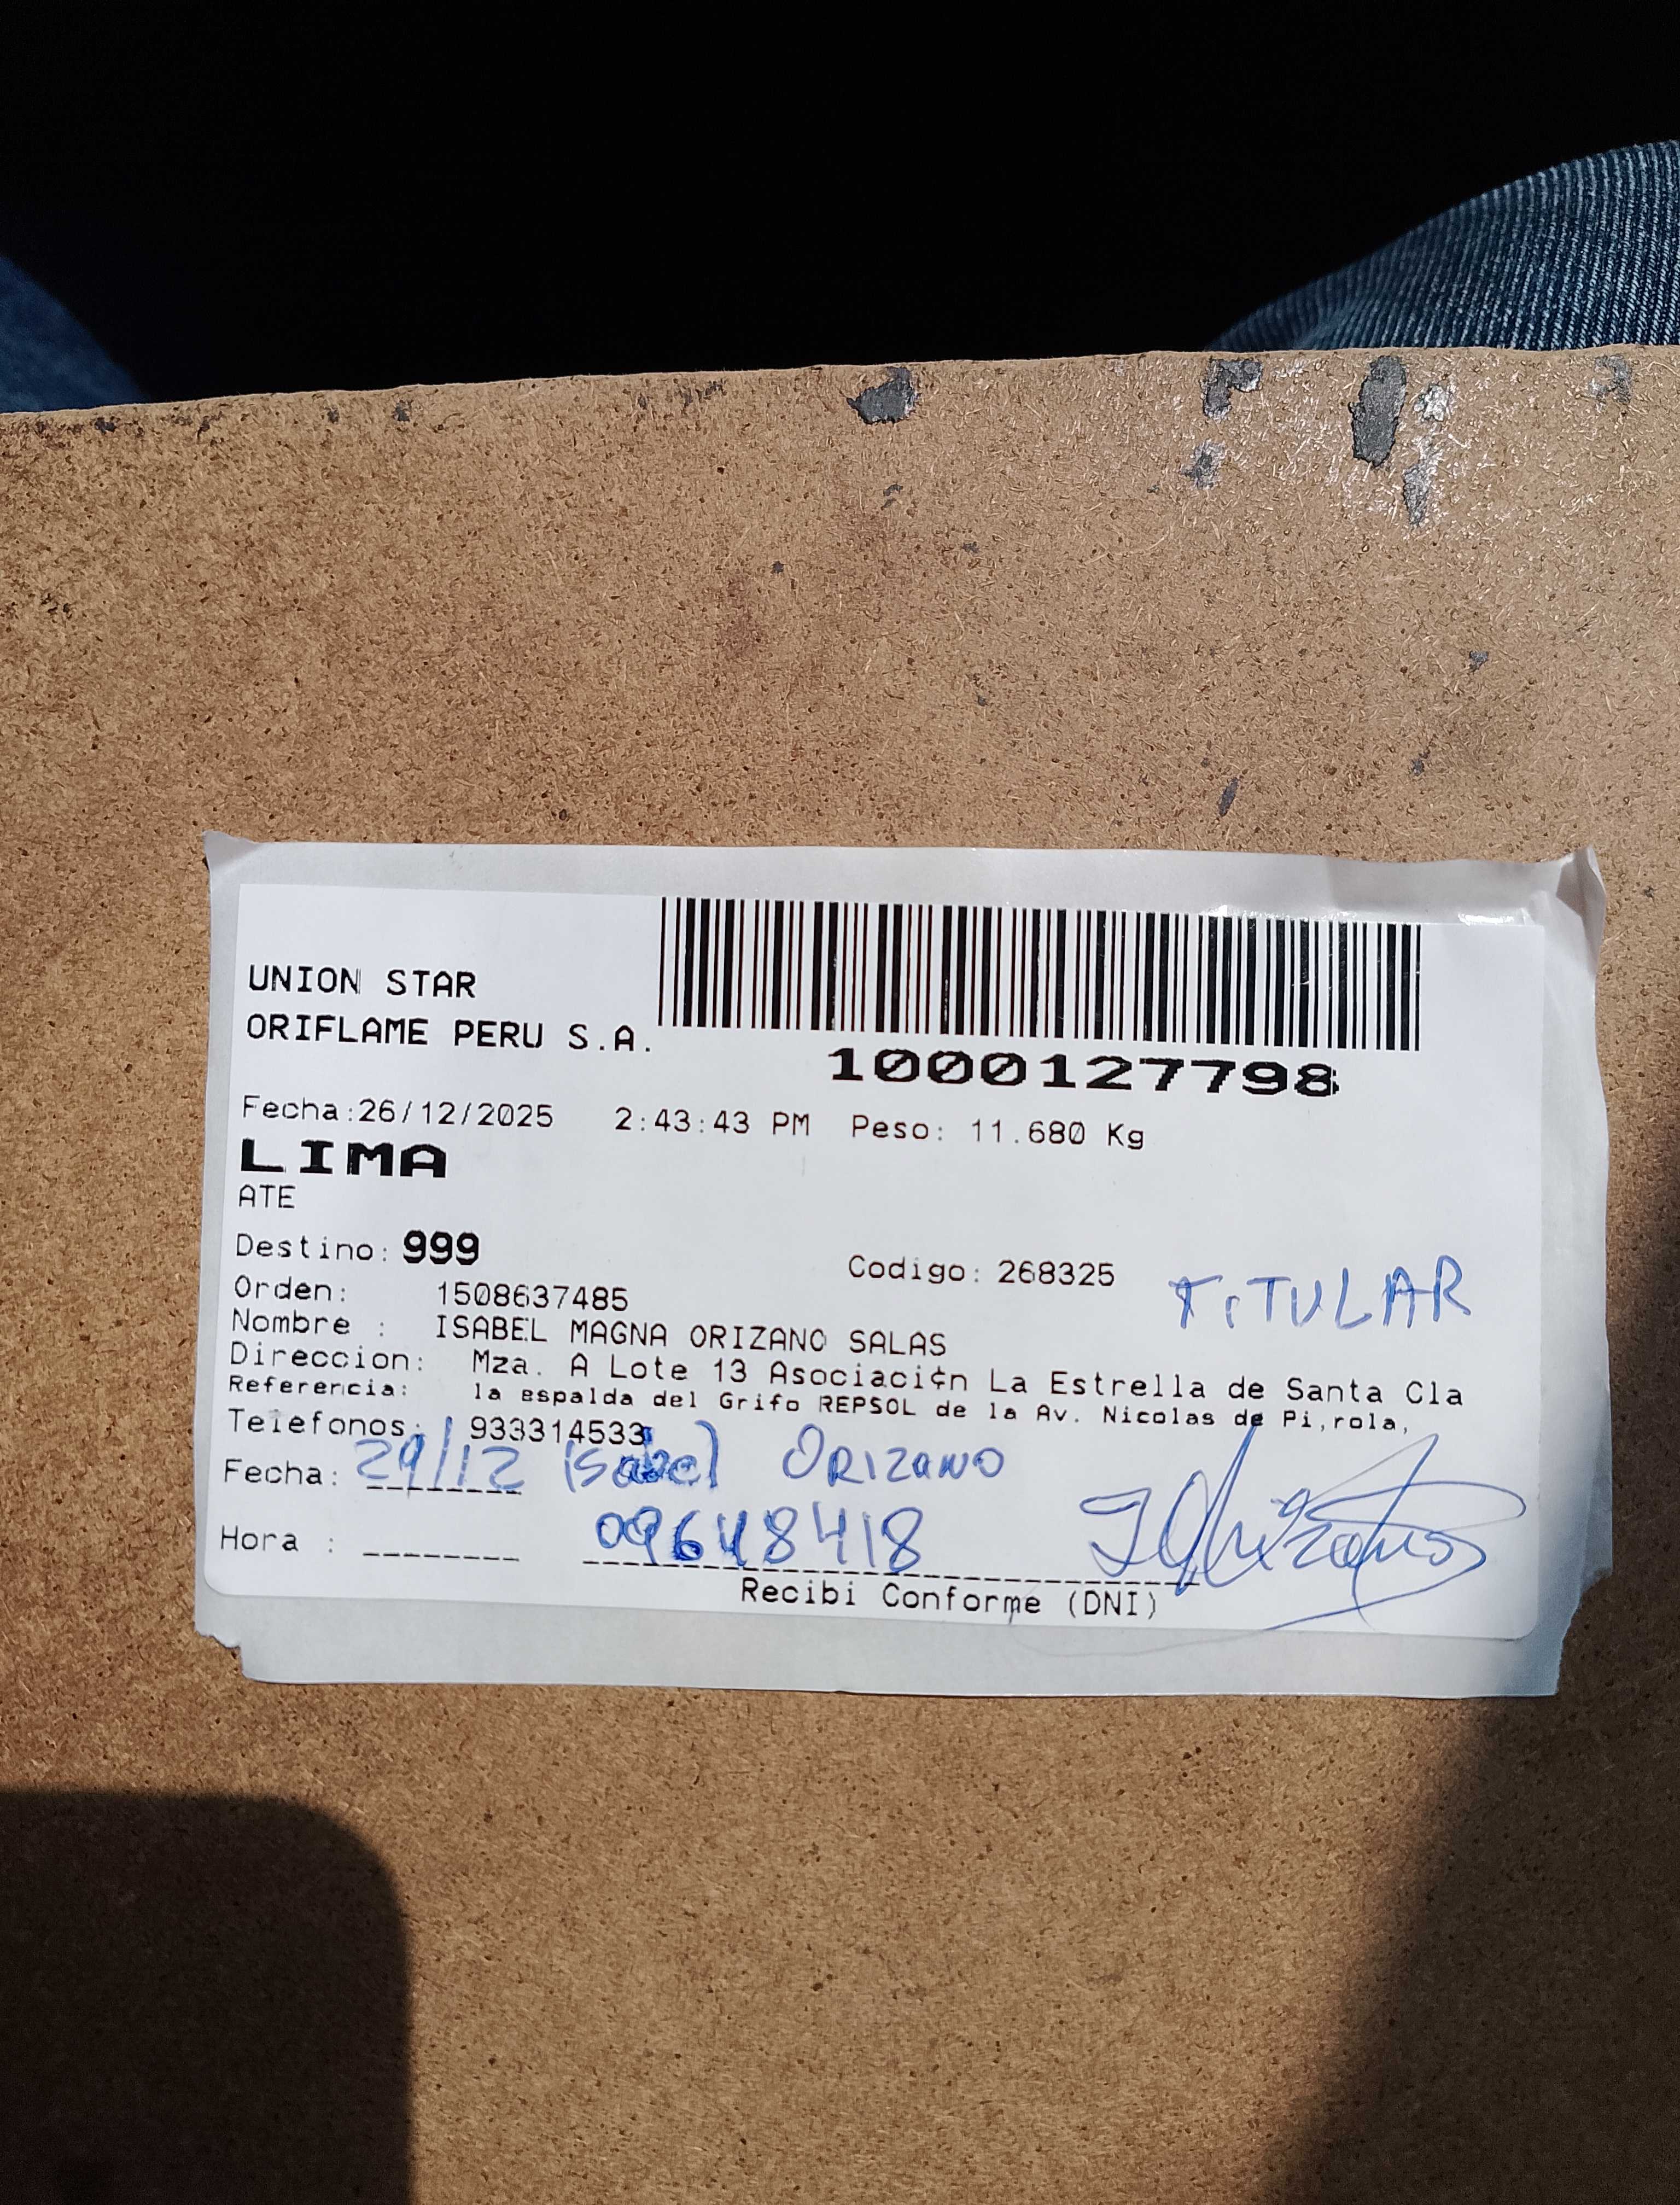 UNION STAR
ORIFLAME PERU S.A.
1000127798
Fecha:26/12/2025 2:43:43 PM Peso: 11.680 Kg
LIMA
ATE
Destino: 999
Codigo: 268325 TiTULAR
Orden: 1508637485
Nombre : ISABEL MAGNA ORIZANO SALAS
Direccion: Mza. A Lote 13 Asociaci¢n La Estrella de Santa Cla
Referencia: la espalda del Grifo REPSOL de la Av. Nicolas de Pi,rola,
Telefonos: 933314533
Fecha: 29/12 Isabel ORIZANO
Hora : 09648418
Recibi Conforme (DNI)